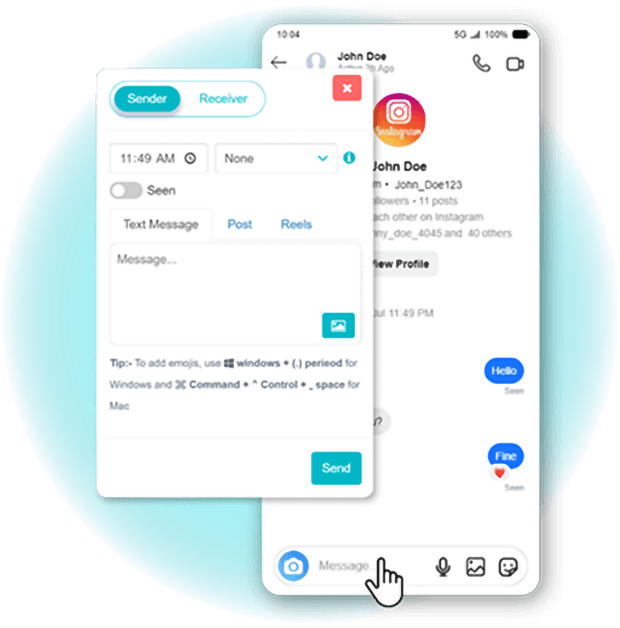 10:04
5G
100%
John Doe
Active 2h Ago
Sender
Receiver
11:49 AM
None
Seen
Text Message
Post
Reels
Message...
Tip:- To add emojis, use windows + (.) perieod for
Windows and ⌘ Command + ^ Control + _ space for
Mac
Send
Instagram
John Doe
m • John_Doe123
llowers • 11 posts
ach other on Instagram
ny_doe_4045 and 40 others
iew Profile
Jul 11:49 PM
Hello
Seen
?
Fine
Seen
Message...